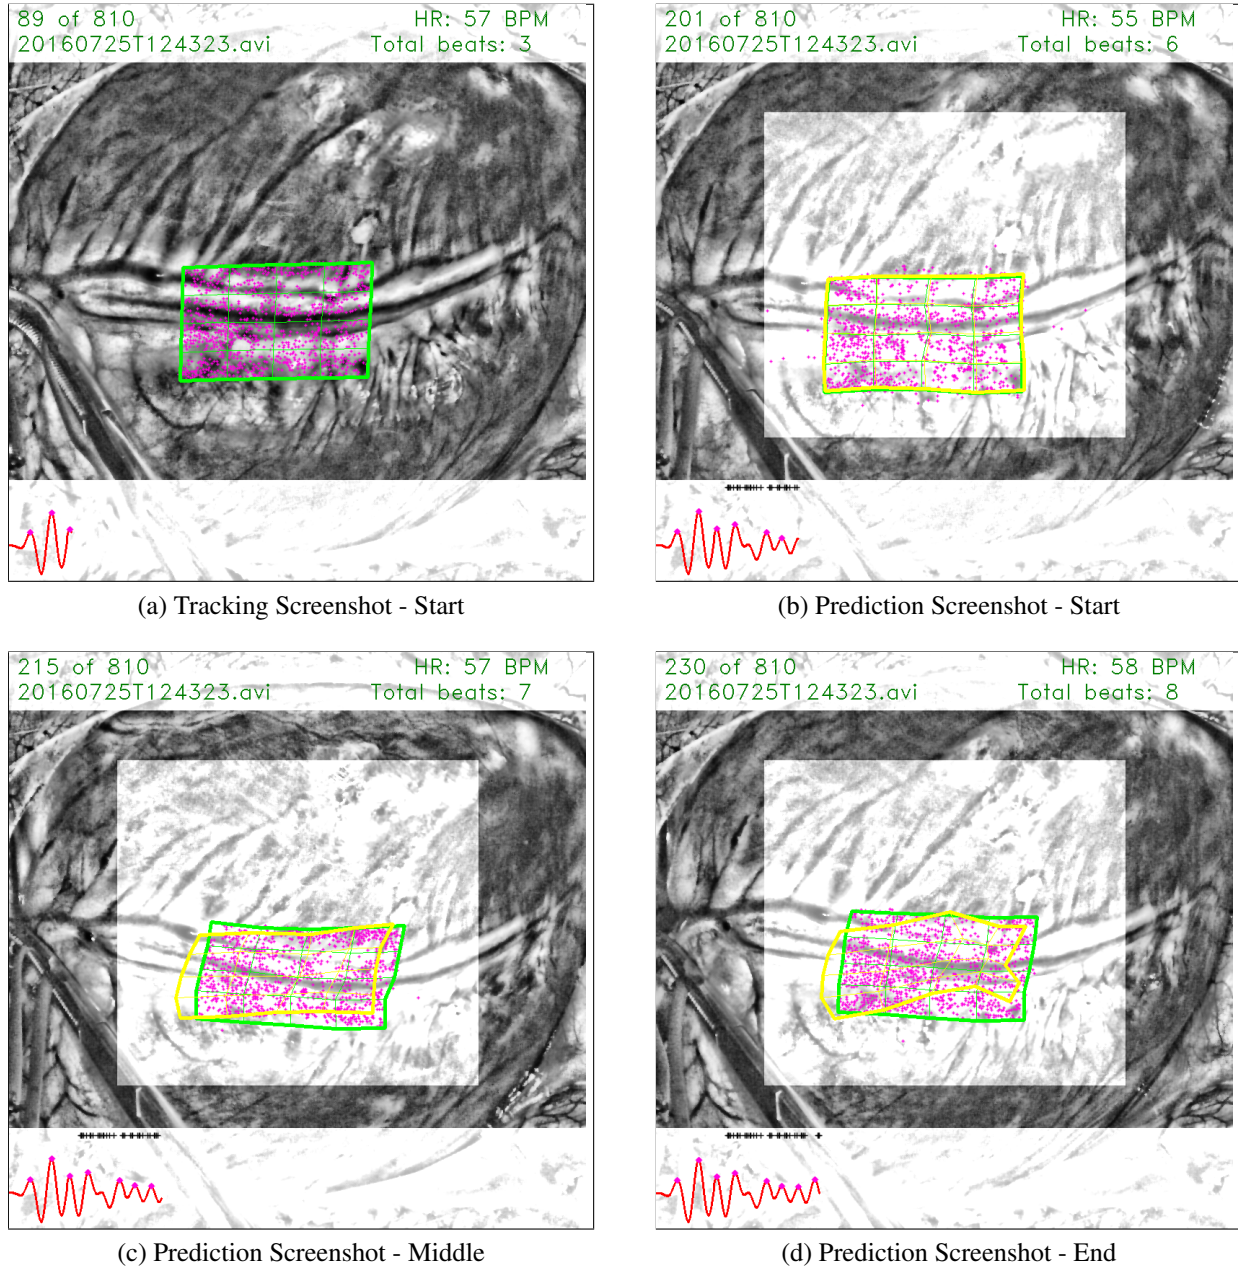 89 of 810 HR: 57 BPM
20160725T124323.avi Total beats: 3
201 of 810 HR: 55 BPM
20160725T124323.avi Total beats: 6
(a) Tracking Screenshot - Start
(b) Prediction Screenshot - Start
215 of 810 HR: 57 BPM
20160725T124323.avi Total beats: 7
230 of 810 HR: 58 BPM
20160725T124323.avi Total beats: 8
(c) Prediction Screenshot - Middle
(d) Prediction Screenshot - End